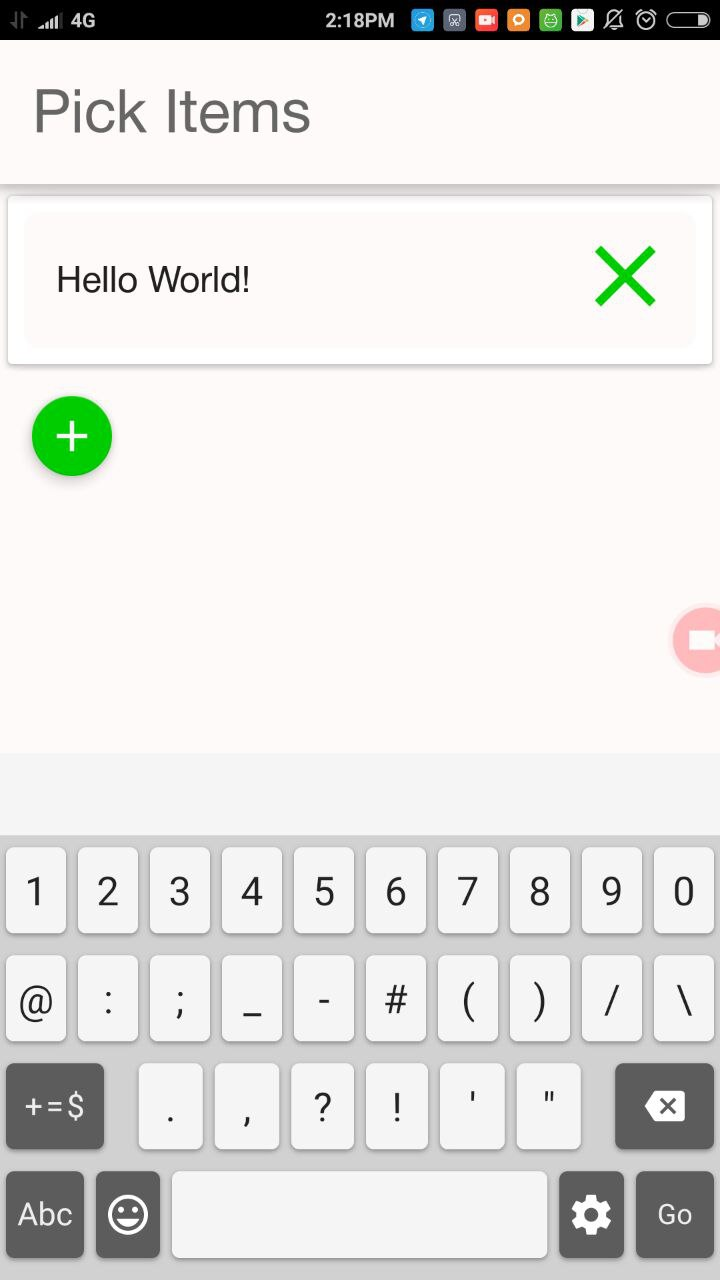 4G 2:18PM
Pick Items
Hello World!
+
1 2 3 4 5 6 7 8 9 0
@ : ; _ - # ( ) / \
+=$ . , ? ! ' "
Abc Go